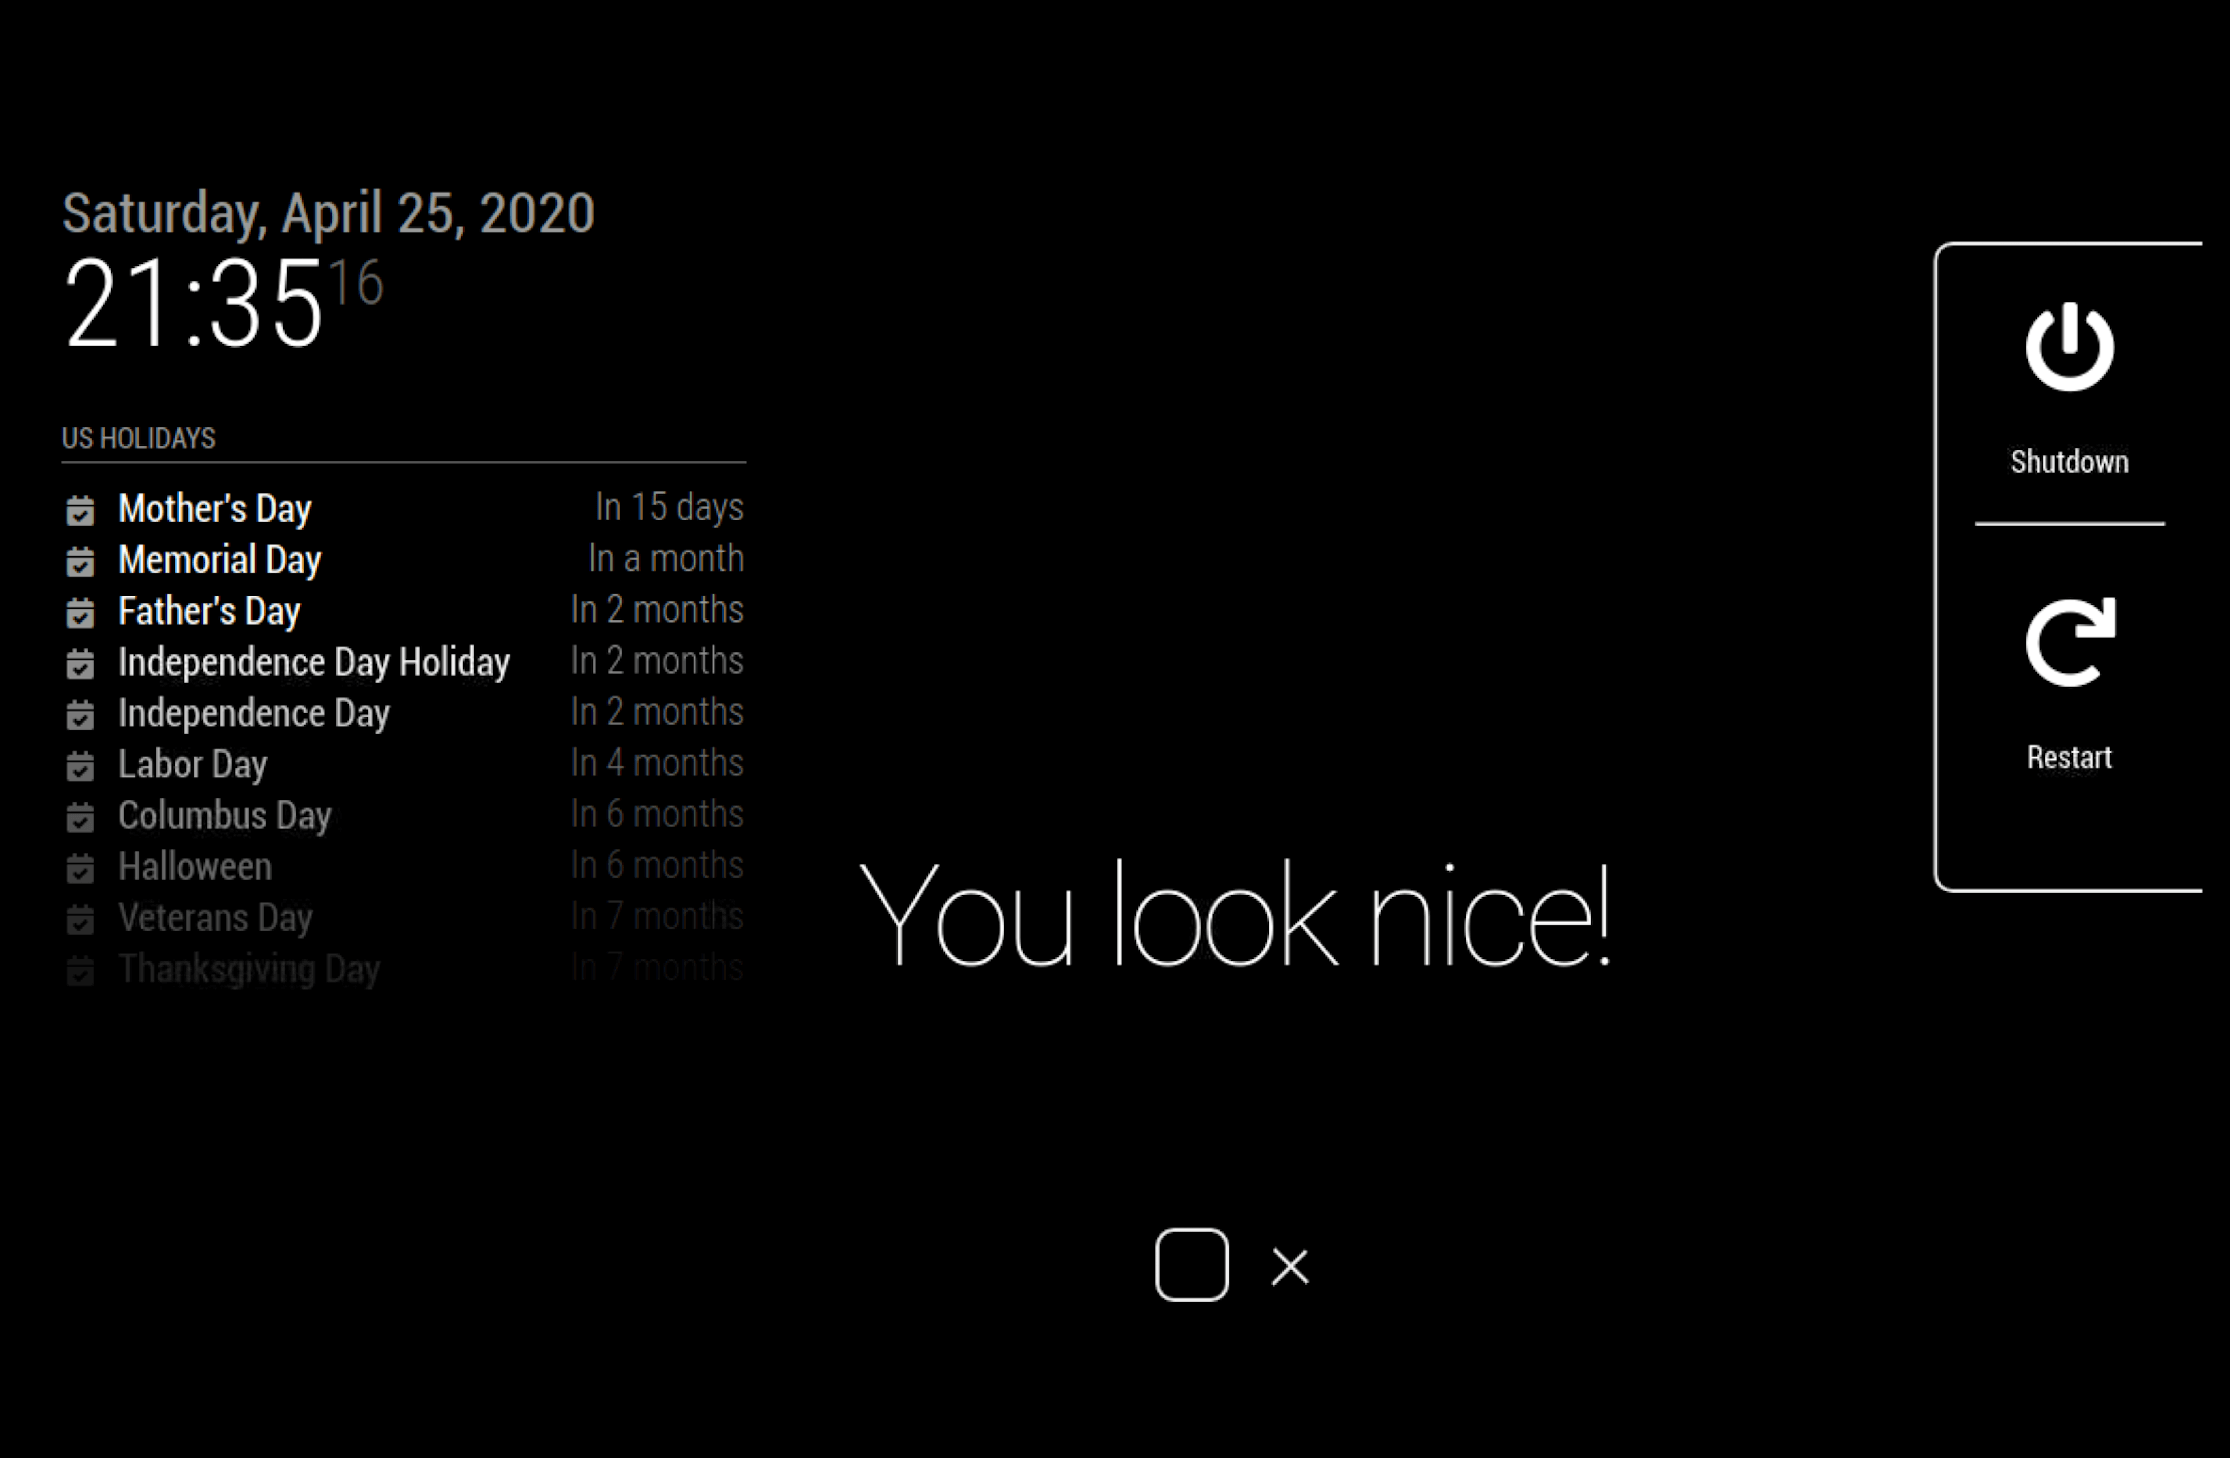 Saturday, April 25, 2020
21:35 16
US HOLIDAYS
Mother's Day In 15 days
Memorial Day In a month
Father's Day In 2 months
Independence Day Holiday In 2 months
Independence Day In 2 months
Labor Day In 4 months
Columbus Day In 6 months
Halloween In 6 months
Veterans Day In 7 months
Thanksgiving Day In 7 months
You look nice!
Shutdown
Restart